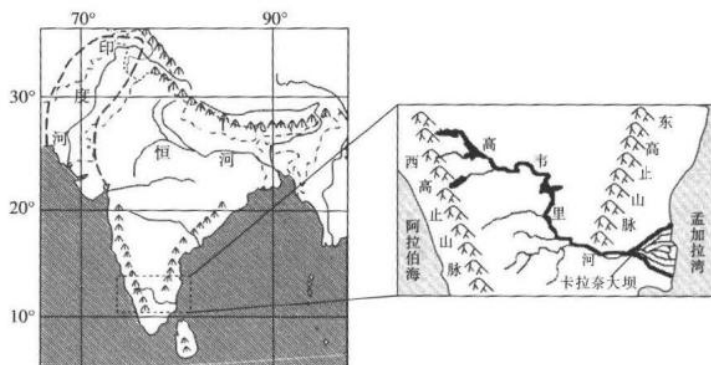 70°
90°
30°
20°
10°
印
度
河
恒
河
东
高
止
山
脉
西
高
止
山
脉
高
韦
里
河
阿拉伯海
孟加拉湾
卡拉奈大坝